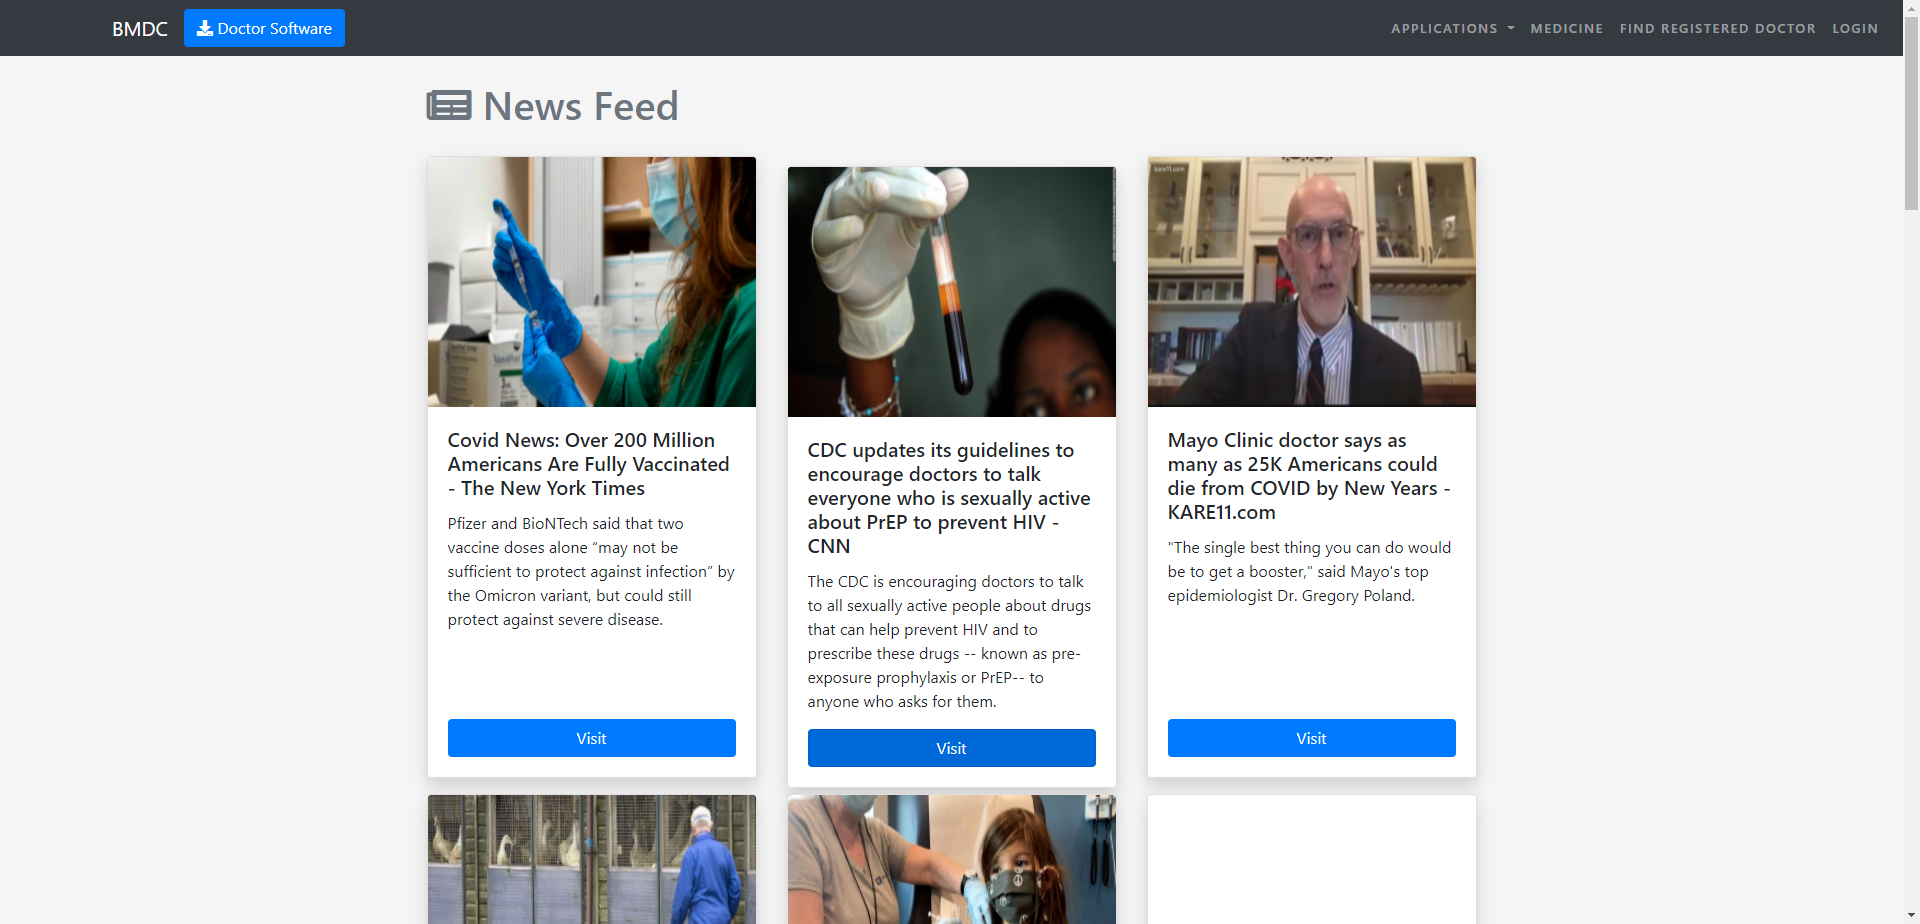 BMDC
Doctor Software
APPLICATIONS
MEDICINE
FIND REGISTERED DOCTOR
LOGIN
News Feed
Covid News: Over 200 Million
Americans Are Fully Vaccinated
- The New York Times
Pfizer and BioNTech said that two
vaccine doses alone “may not be
sufficient to protect against infection” by
the Omicron variant, but could still
protect against severe disease.
Visit
CDC updates its guidelines to
encourage doctors to talk
everyone who is sexually active
about PrEP to prevent HIV -
CNN
The CDC is encouraging doctors to talk
to all sexually active people about drugs
that can help prevent HIV and to
prescribe these drugs -- known as pre-
exposure prophylaxis or PrEP-- to
anyone who asks for them.
Visit
kare11.com
Mayo Clinic doctor says as
many as 25K Americans could
die from COVID by New Years -
KARE11.com
"The single best thing you can do would
be to get a booster," said Mayo's top
epidemiologist Dr. Gregory Poland.
Visit